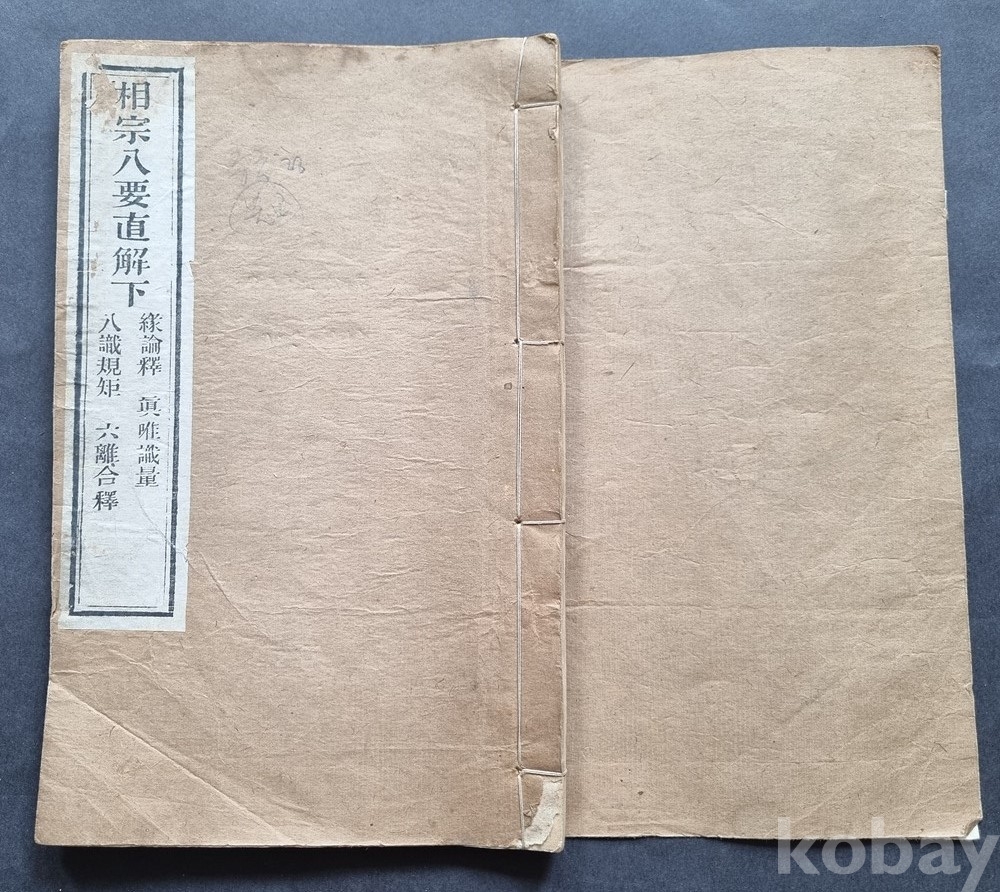 相宗八要直解下
緣論釋 眞唯識量
八識規矩 六離合釋
kobay